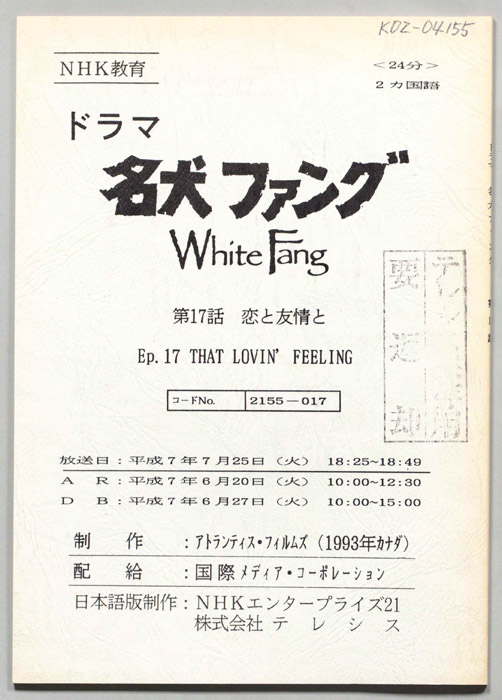 KDZ-04155
NHK教育
<24分>
2カ国語
ドラマ
名犬ファング
White Fang
第17話 恋と友情と
Ep. 17 THAT LOVIN' FEELING
コードNo. 2155-017
要返却
放送日:平成7年7月25日(火) 18:25~18:49
A R:平成7年6月20日(火) 10:00~12:30
D B:平成7年6月27日(火) 10:00~15:00
制作:アトランティス・フィルムズ(1993年カナダ)
配給:国際メディア・コーポレーション
日本語版制作:NHKエンタープライズ21
株式会社テレシス